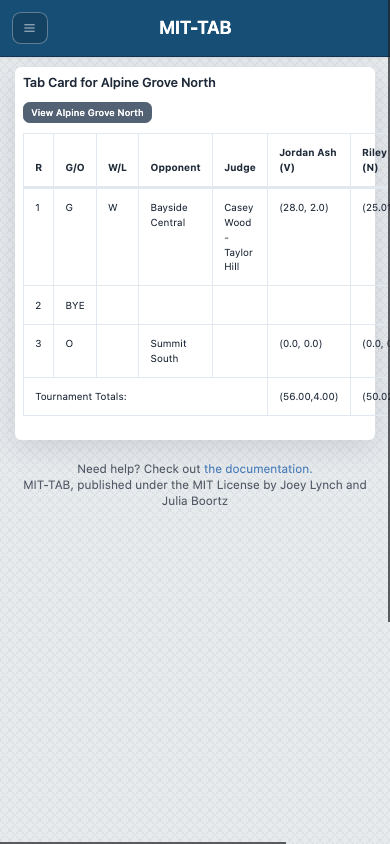 MIT-TAB
Tab Card for Alpine Grove North
View Alpine Grove North
R G/O W/L Opponent Judge Jordan Ash (V) Riley (N)
1 G W Bayside Central Casey Wood - Taylor Hill (28.0, 2.0) (25.01
2 BYE
3 O Summit South (0.0, 0.0) (0.0, 
Tournament Totals: (56.00,4.00) (50.02
Need help? Check out the documentation.
MIT-TAB, published under the MIT License by Joey Lynch and
Julia Boortz